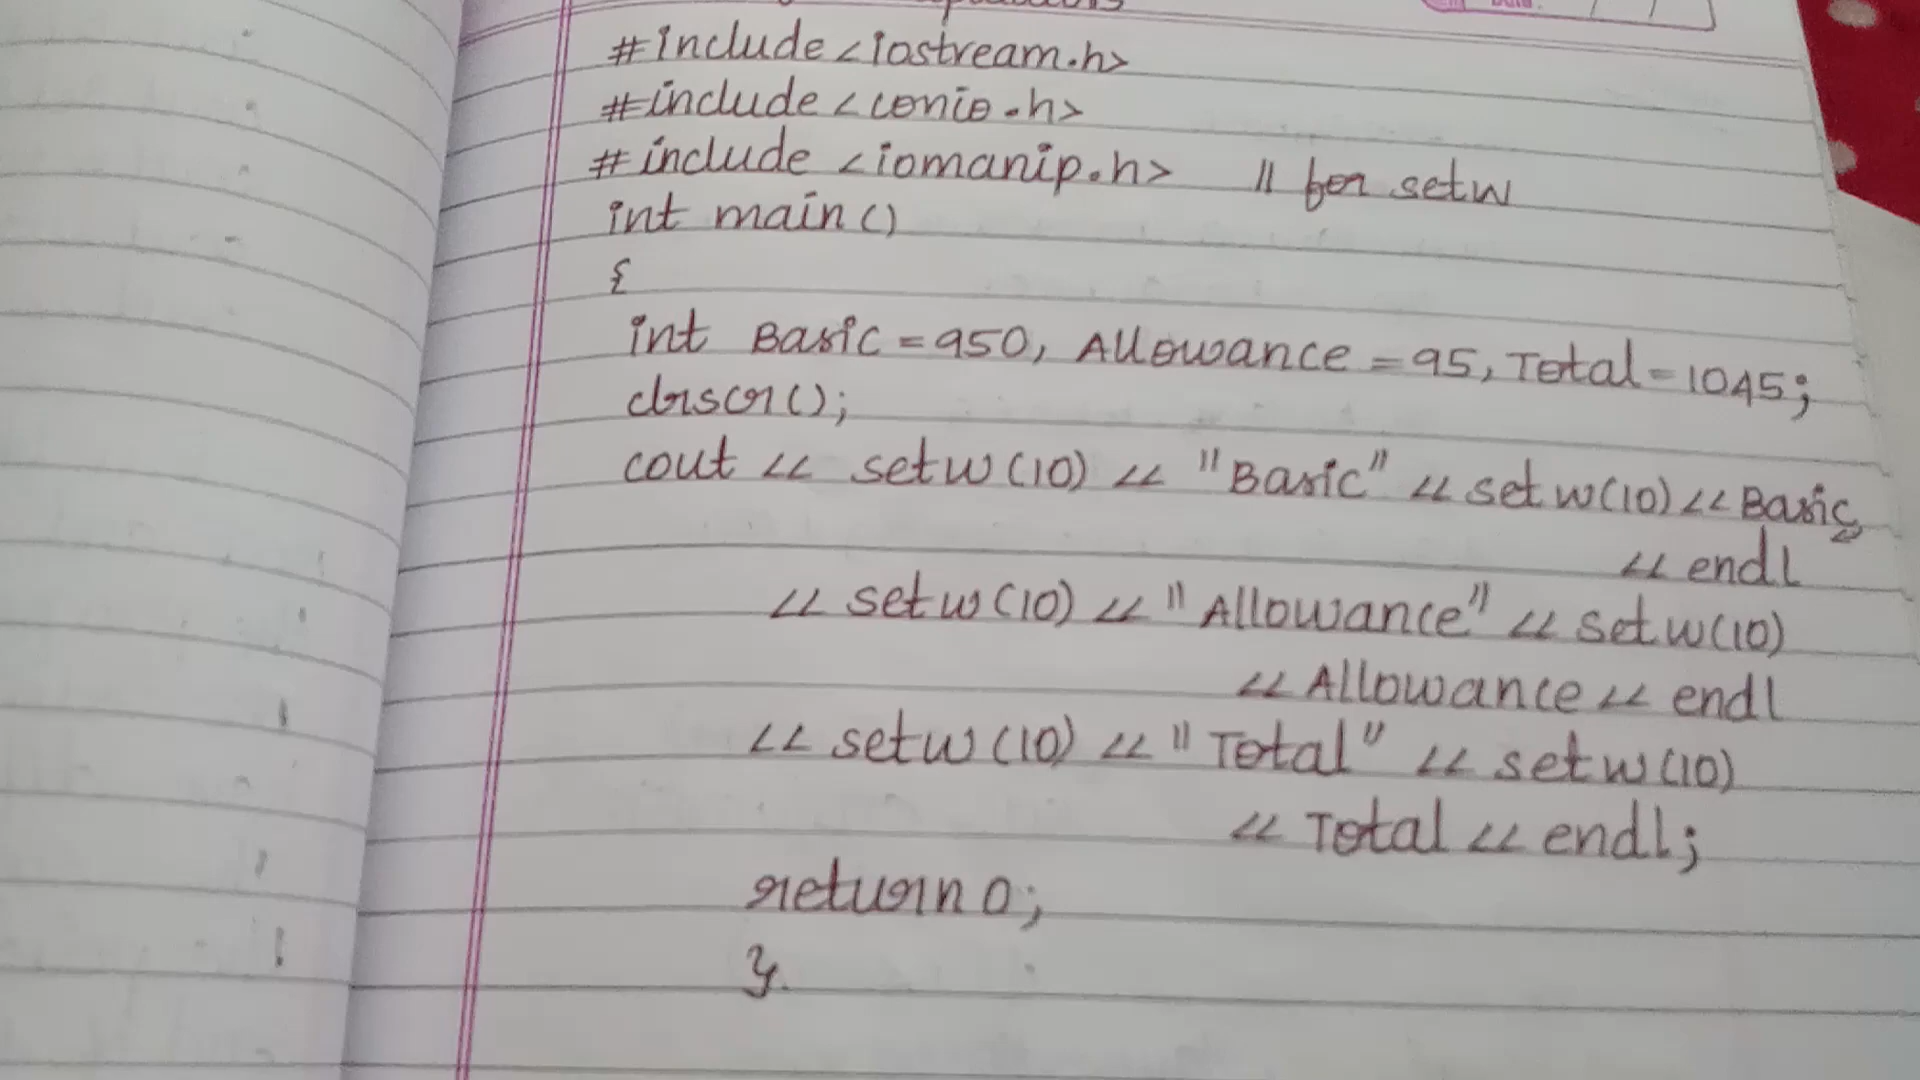 #include <iostream.h>
#include <conio.h>
#include <iomanip.h> // for setw
int main ()
{
int Basic = 950, Allowance = 95, Total = 1045;
clrscr();
cout << setw (10) << "Basic" << setw(10) << Basic
<< endl
<< setw (10) << "Allowance" << setw(10)
<< Allowance << endl
<< setw (10) << "Total" << setw(10)
<< Total << endl;
return 0;
}.